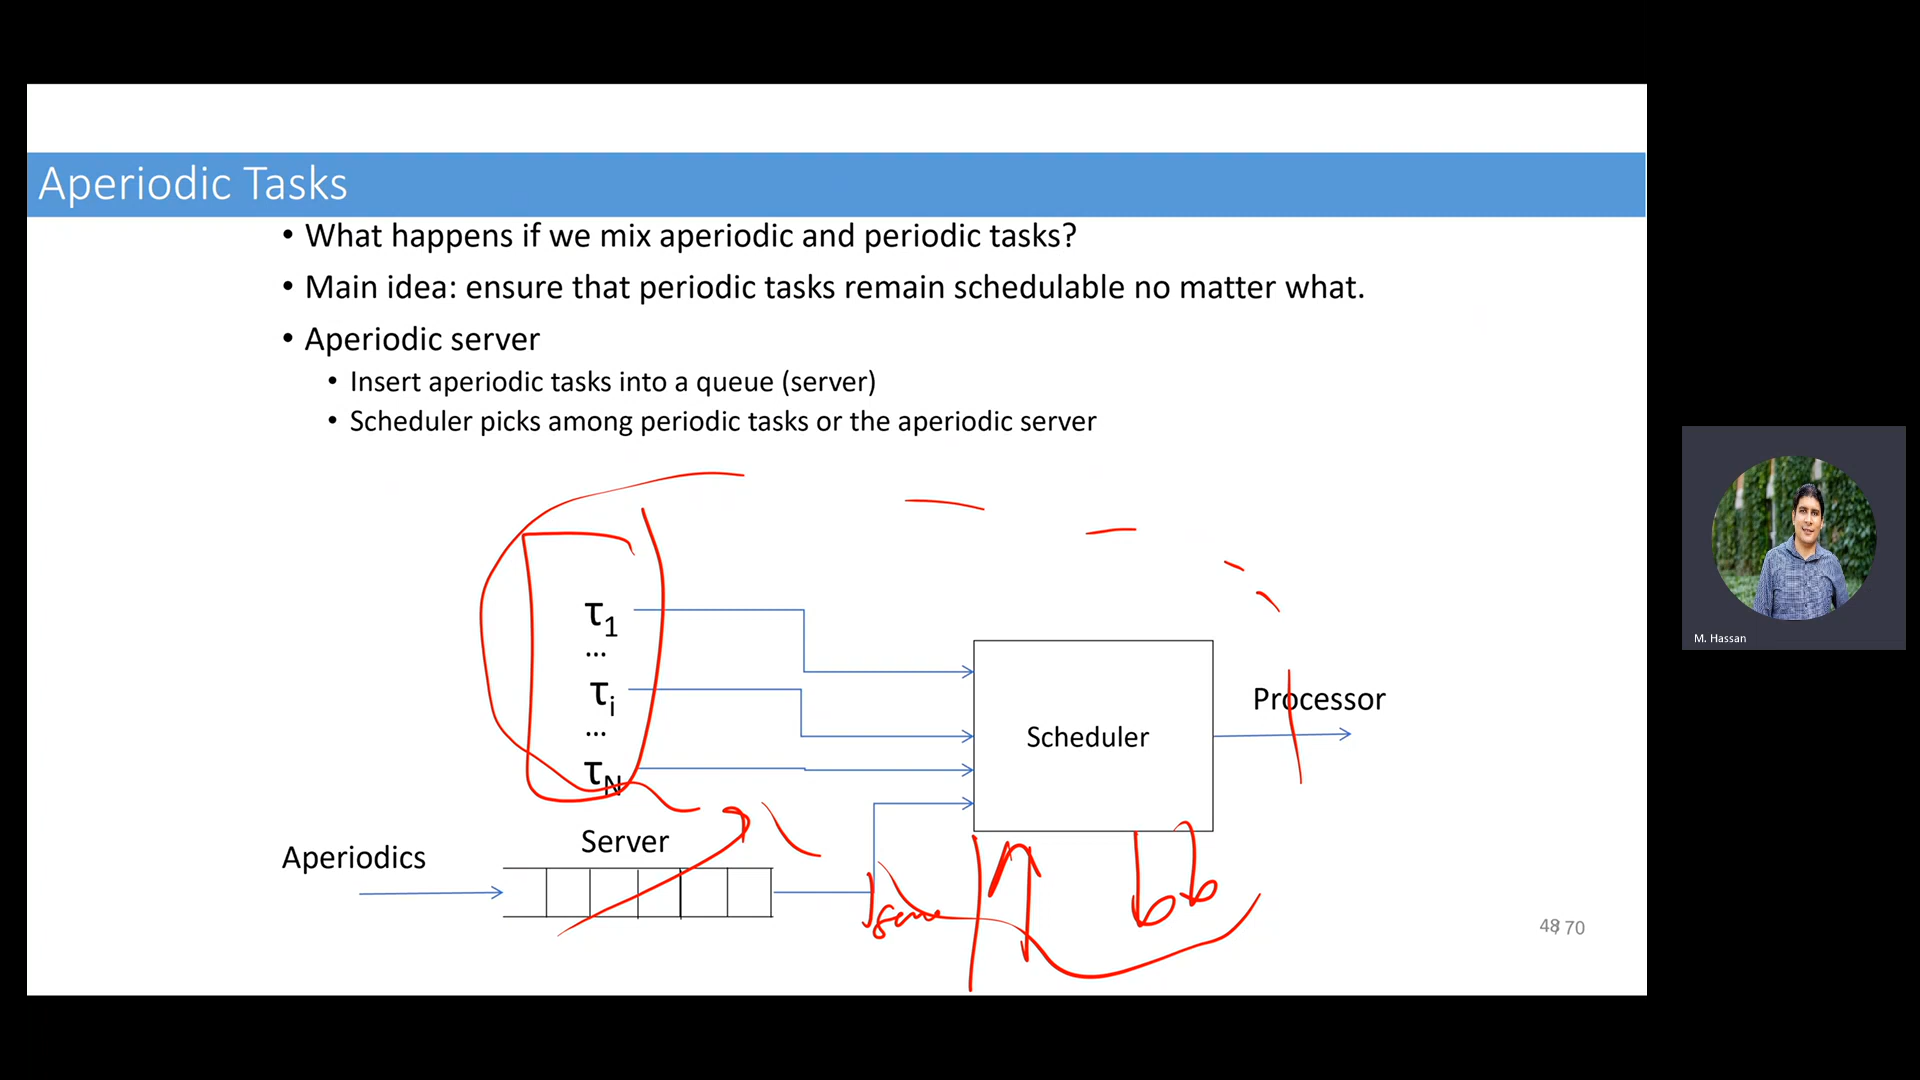 Aperiodic Tasks
• What happens if we mix aperiodic and periodic tasks?
• Main idea: ensure that periodic tasks remain schedulable no matter what.
• Aperiodic server
• Insert aperiodic tasks into a queue (server)
• Scheduler picks among periodic tasks or the aperiodic server
τ1
...
τi
...
τN
Scheduler
Processor
Server
Aperiodics
M. Hassan